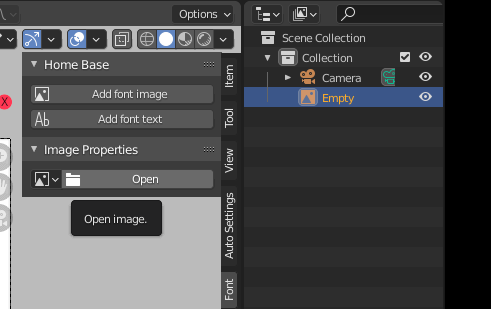 Options
Scene Collection
Collection
Camera
Empty
Home Base
Add font image
Ab Add font text
Image Properties
Open
Open image.
X
Item
Tool
View
Auto Settings
Font